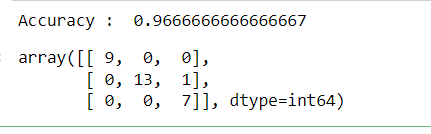 Accuracy :  0.9666666666666667
array([[ 9,  0,  0],
       [ 0, 13,  1],
       [ 0,  0,  7]], dtype=int64)